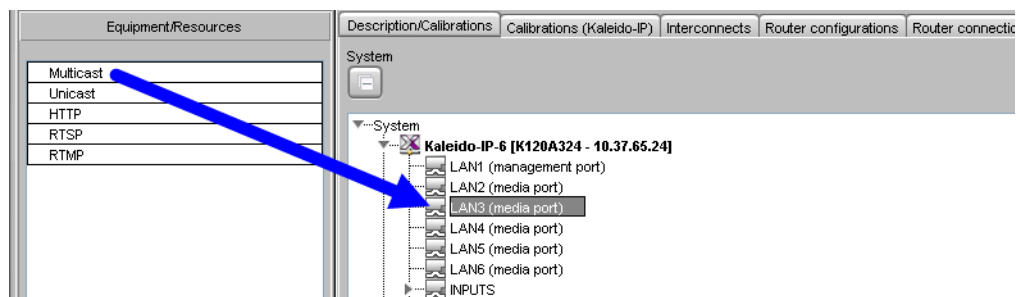 Equipment/Resources
Multicast
Unicast
HTTP
RTSP
RTMP
Description/Calibrations Calibrations (Kaleido-IP) Interconnects Router configurations Router
System
System
Kaleido-IP-6 [K120A324 - 10.37.65.24]
LAN1 (management port)
LAN2 (media port)
LAN3 (media port)
LAN4 (media port)
LAN5 (media port)
LAN6 (media port)
INPUTS